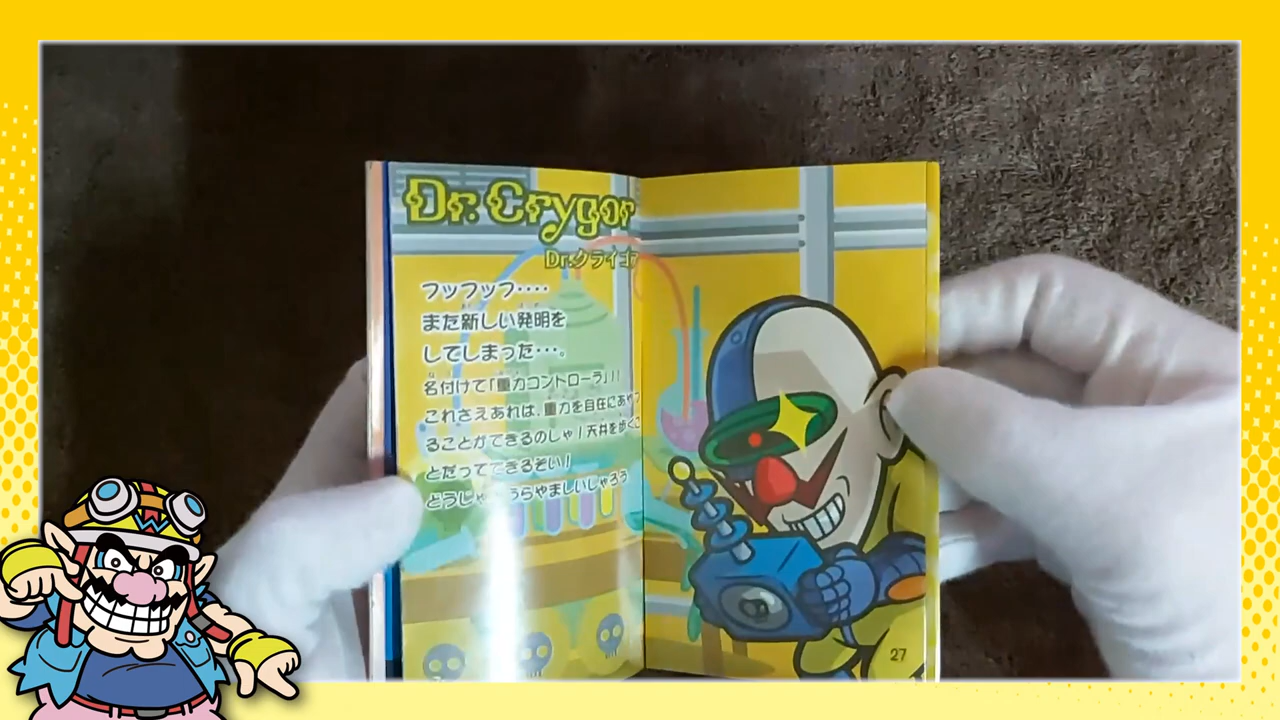 Dr. Crygor
Dr.クライゴ
フッフッフ····
また新しい発明を
してしまった···。
名付けて「重力コントローラ」!!
これさえあれば、重力を自在にあやつ
ることができるのじゃ!天井を歩くこ
とだってできるぞい!
どうじゃ うらやましいじゃろう
27
W